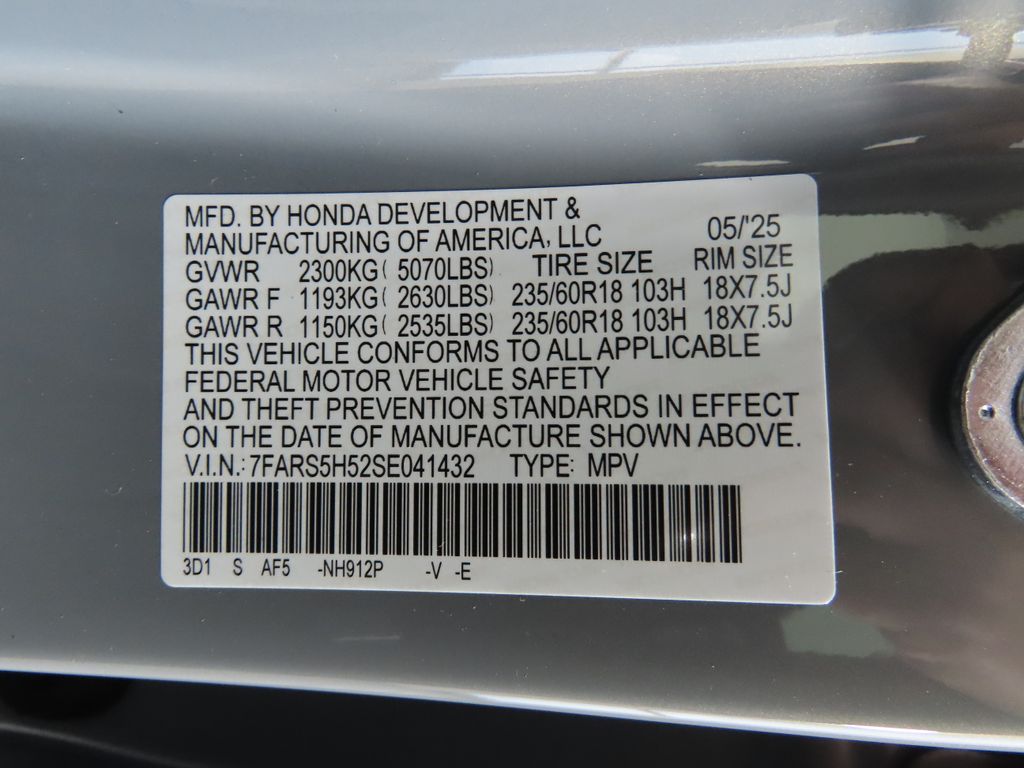 MFD. BY HONDA DEVELOPMENT &
MANUFACTURING OF AMERICA, LLC 05/'25
GVWR 2300KG( 5070LBS) TIRE SIZE RIM SIZE
GAWR F 1193KG( 2630LBS) 235/60R18 103H 18X7.5J
GAWR R 1150KG( 2535LBS) 235/60R18 103H 18X7.5J
THIS VEHICLE CONFORMS TO ALL APPLICABLE
FEDERAL MOTOR VEHICLE SAFETY
AND THEFT PREVENTION STANDARDS IN EFFECT
ON THE DATE OF MANUFACTURE SHOWN ABOVE.
V.I.N.: 7FARS5H52SE041432 TYPE: MPV
3D1 S AF5 -NH912P -V -E